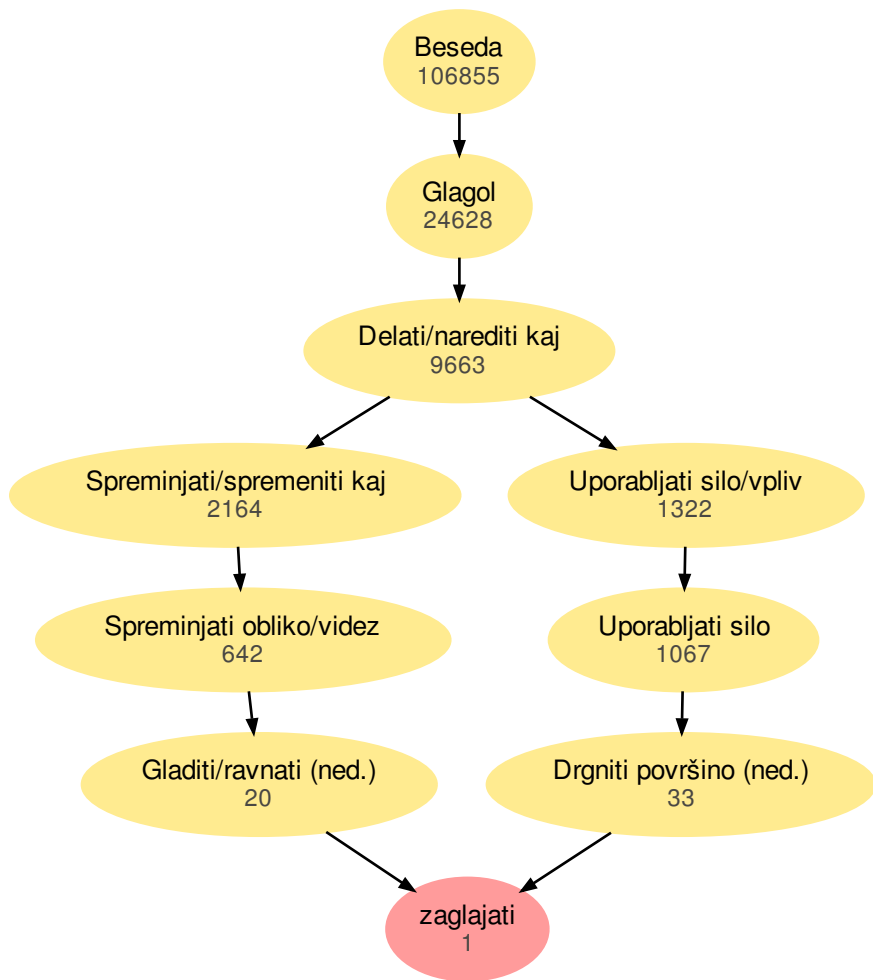 Beseda
106855
Glagol
24628
Delati/narediti kaj
9663
Spreminjati/spremeniti kaj
2164
Uporabljati silo/vpliv
1322
Spreminjati obliko/videz
642
Uporabljati silo
1067
Gladiti/ravnati (ned.)
20
Drgniti površino (ned.)
33
zaglajati
1